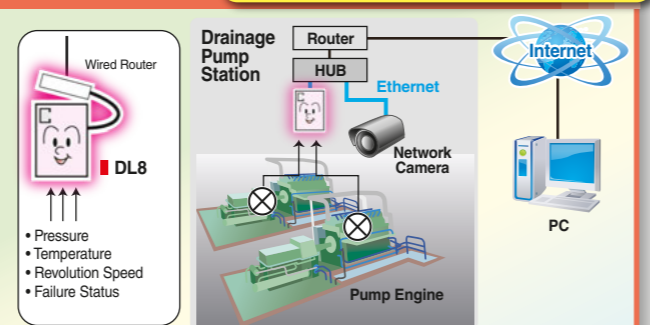 Wired Router
C
DL8
• Pressure
• Temperature
• Revolution Speed
• Failure Status
Drainage
Pump
Station
Router
HUB
Ethernet
C
Network
Camera
Pump Engine
Internet
PC